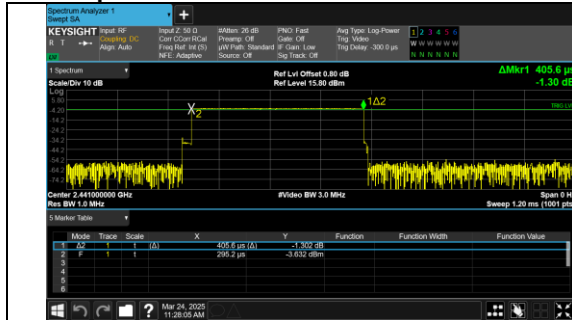 Spectrum Analyzer 1
Swept SA
+
KEYSIGHT
R T
Input: RF
Coupling: DC
Align: Auto
Input Z: 50 Ω
Corr CCorr RCal
Freq Ref: Int (S)
NFE: Adaptive
#Atten: 26 dB
Preamp: Off
µW Path: Standard
Source: Off
PNO: Fast
Gate: Off
IF Gain: Low
Sig Track: Off
Avg Type: Log-Power
Trig: Video
Trig Delay: -300.0 µs
1 2 3 4 5 6
W W W W W W
N N N N N N
1 Spectrum
Scale/Div 10 dB
Ref Lvl Offset 0.80 dB
Ref Level 15.80 dBm
ΔMkr1 405.6 µs
-1.30 dB
Log
5.80
-4.20
-14.2
-24.2
-34.2
-44.2
-54.2
-64.2
-74.2
X2
1Δ2
TRIG LV
Center 2.441000000 GHz
#Video BW 3.0 MHz
Span 0 H
Res BW 1.0 MHz
Sweep 1.20 ms (1001 pts
5 Marker Table
Mode Trace Scale X Y Function Function Width Function Value
1 Δ2 1 t (Δ) 405.6 µs (Δ) -1.302 dB
2 F 1 t 295.2 µs -3.632 dBm
3
4
5
6
?
Mar 24, 2025
11:28:05 AM